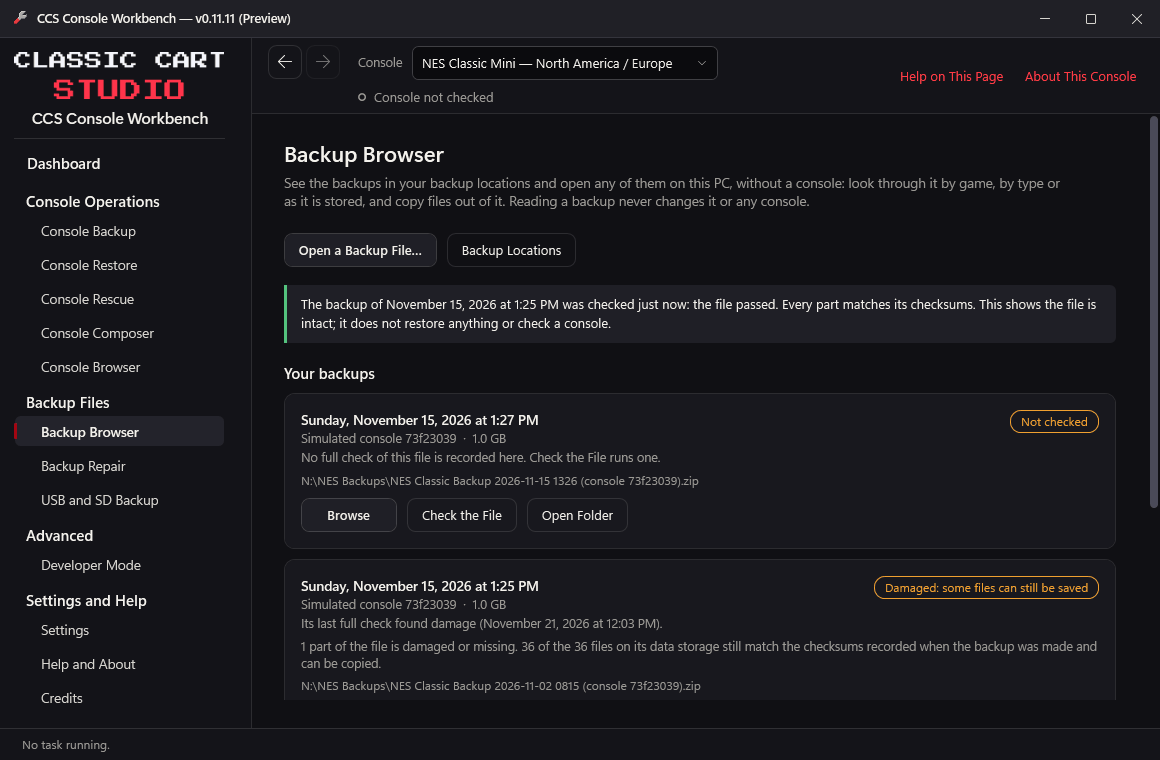 CCS Console Workbench — v0.11.11 (Preview)
CLASSIC CART
STUDIO
CCS Console Workbench
Dashboard
Console Operations
Console Backup
Console Restore
Console Rescue
Console Composer
Console Browser
Backup Files
Backup Browser
Backup Repair
USB and SD Backup
Advanced
Developer Mode
Settings and Help
Settings
Help and About
Credits
Console
NES Classic Mini — North America / Europe
Console not checked
Help on This Page
About This Console
Backup Browser
See the backups in your backup locations and open any of them on this PC, without a console: look through it by game, by type or
as it is stored, and copy files out of it. Reading a backup never changes it or any console.
Open a Backup File...
Backup Locations
The backup of November 15, 2026 at 1:25 PM was checked just now: the file passed. Every part matches its checksums. This shows the file is
intact; it does not restore anything or check a console.
Your backups
Sunday, November 15, 2026 at 1:27 PM
Not checked
Simulated console 73f23039 · 1.0 GB
No full check of this file is recorded here. Check the File runs one.
N:\NES Backups\NES Classic Backup 2026-11-15 1326 (console 73f23039).zip
Browse
Check the File
Open Folder
Sunday, November 15, 2026 at 1:25 PM
Damaged: some files can still be saved
Simulated console 73f23039 · 1.0 GB
Its last full check found damage (November 21, 2026 at 12:03 PM).
1 part of the file is damaged or missing. 36 of the 36 files on its data storage still match the checksums recorded when the backup was made and
can be copied.
N:\NES Backups\NES Classic Backup 2026-11-02 0815 (console 73f23039).zip
No task running.